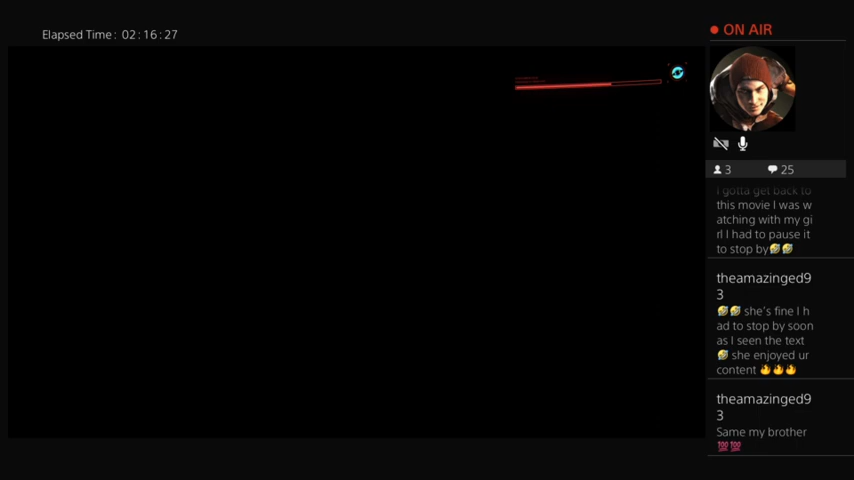 Elapsed Time: 02:16:27
ON AIR
3
25
I gotta get back to
this movie I was w
atching with my gi
rl I had to pause it
to stop by🤣🤣
theamazinged9
3
🤣🤣 she's fine I h
ad to stop by soon
as I seen the text
🤣 she enjoyed ur
content 🔥🔥🔥
theamazinged9
3
Same my brother
💯💯